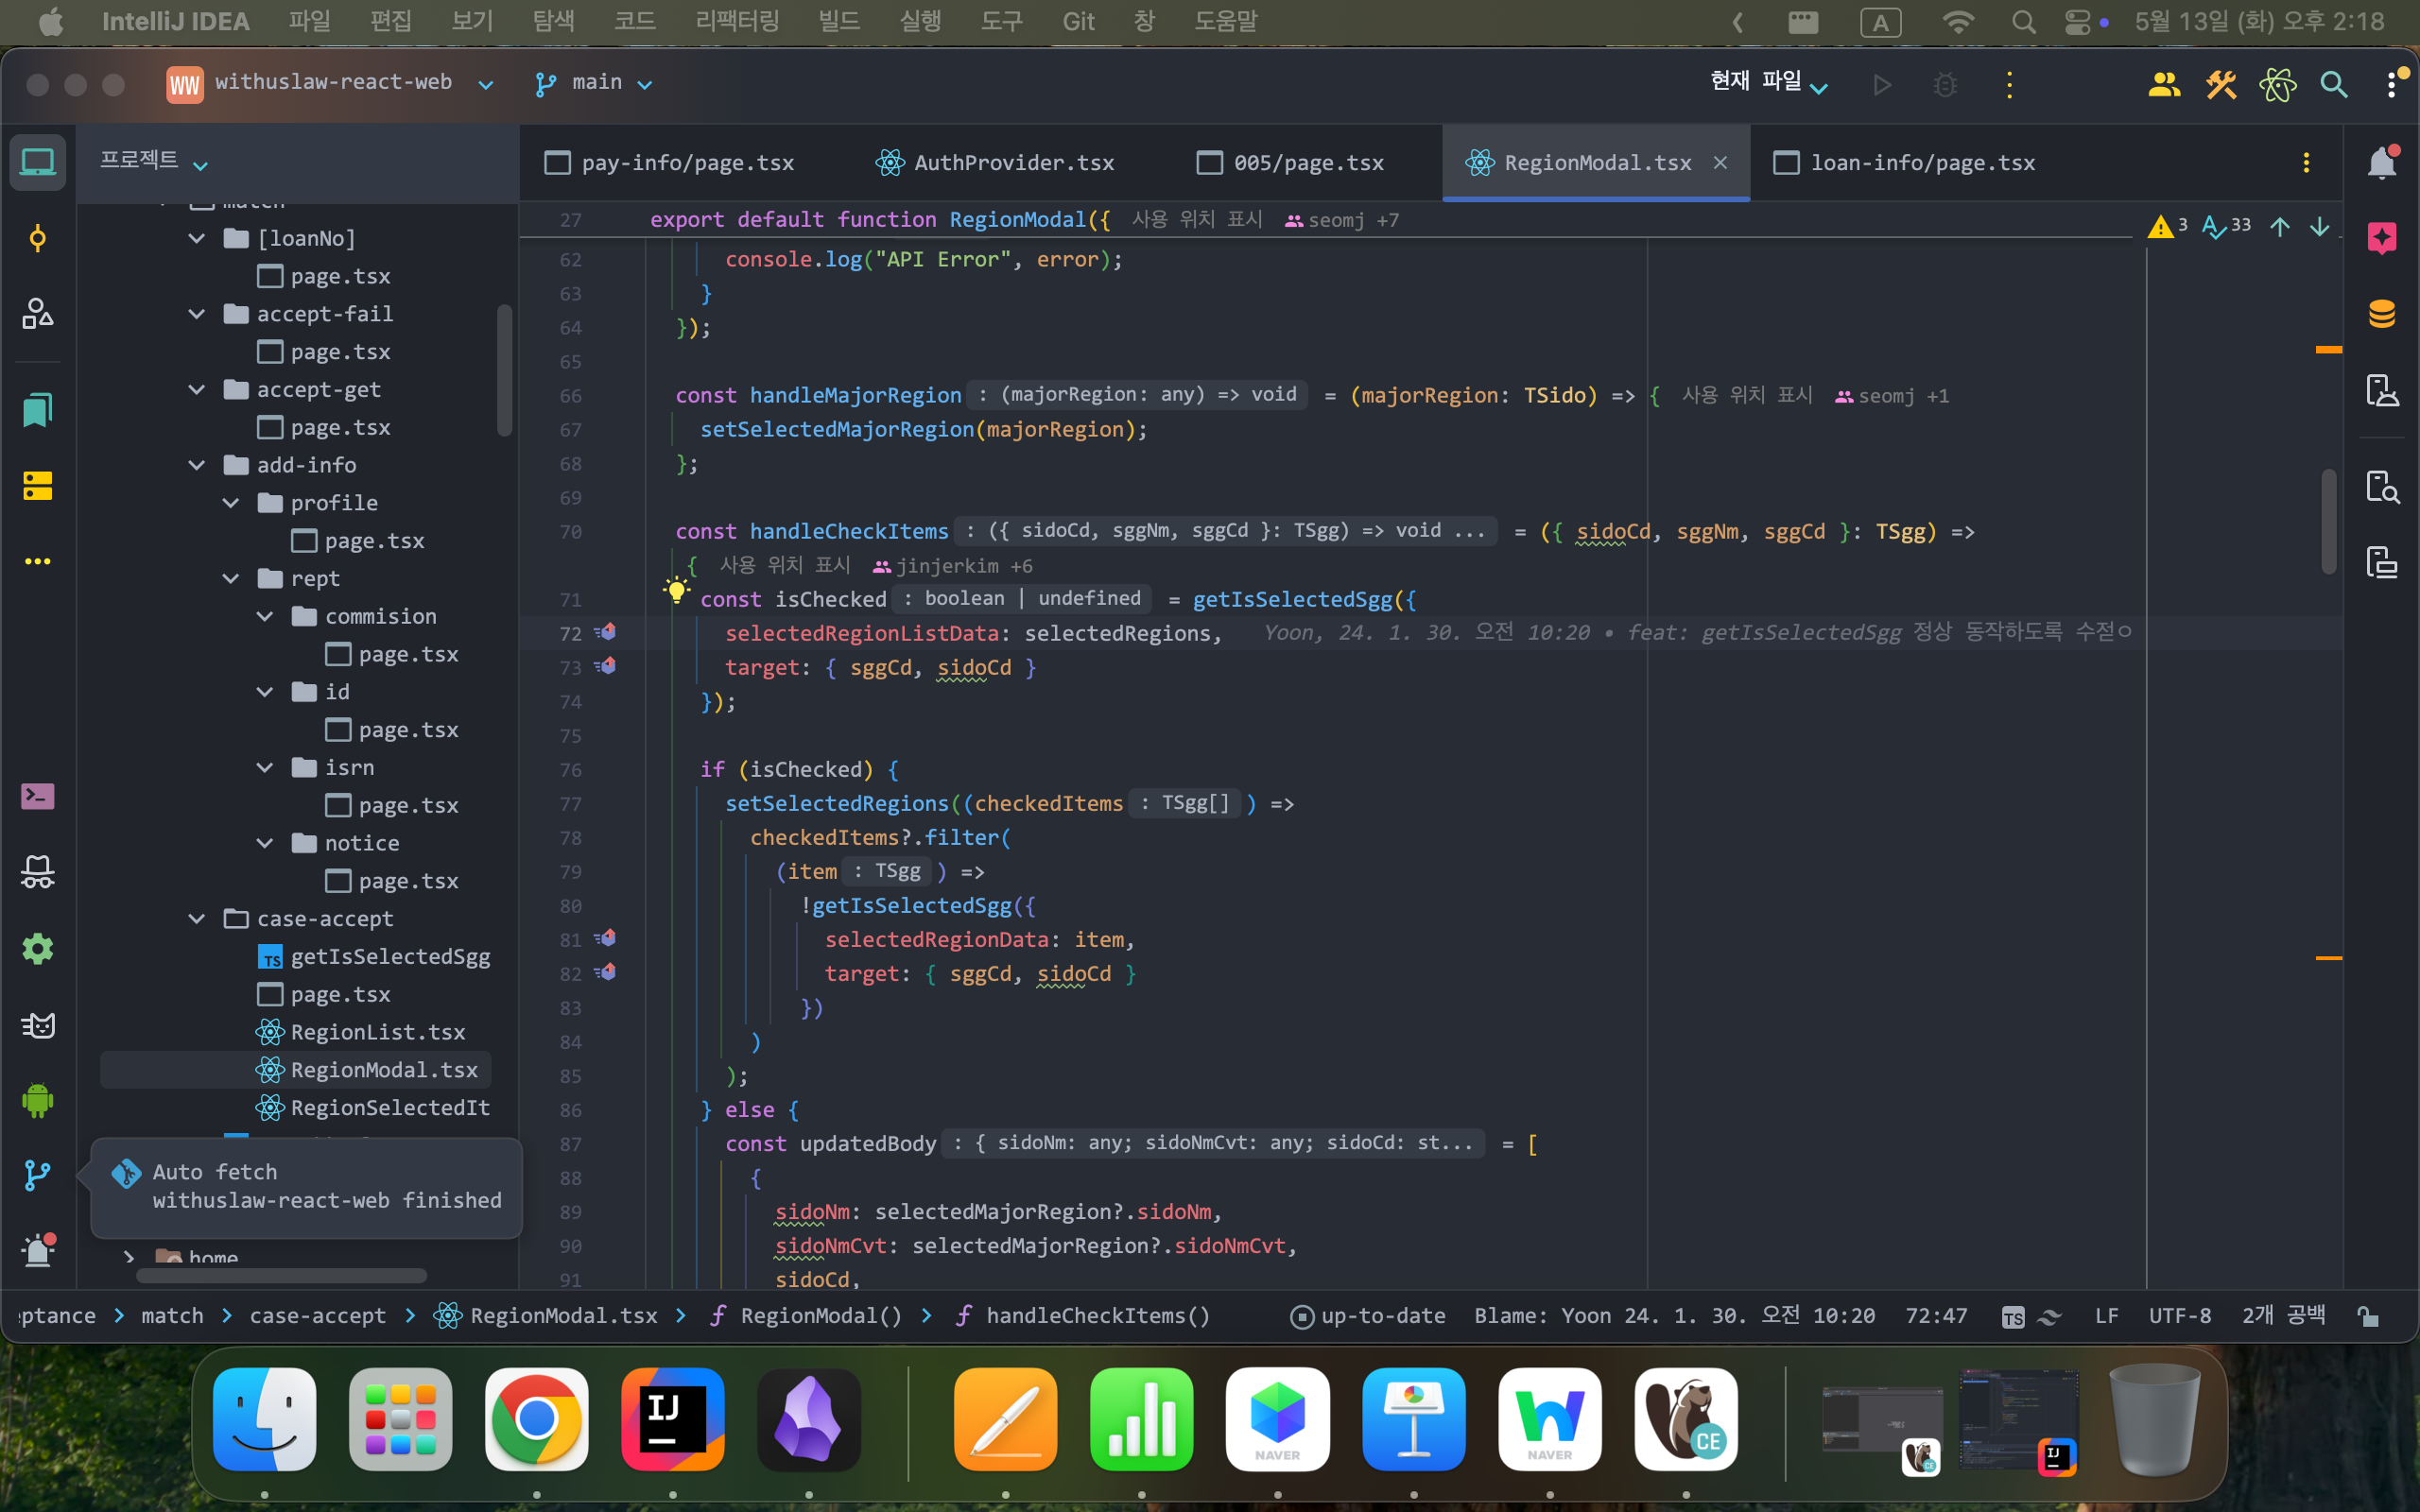 IntelliJ IDEA 파일 편집 보기 탐색 코드 리팩터링 빌드 실행 도구 Git 창 도움말 A 5월 13일 (화) 오후 2:18
WW withuslaw-react-web main 현재 파일
프로젝트
pay-info/page.tsx AuthProvider.tsx 005/page.tsx RegionModal.tsx × loan-info/page.tsx
match
[loanNo]
page.tsx
accept-fail
page.tsx
accept-get
page.tsx
add-info
profile
page.tsx
rept
commision
page.tsx
id
page.tsx
isrn
page.tsx
notice
page.tsx
case-accept
TS getIsSelectedSgg
page.tsx
RegionList.tsx
RegionModal.tsx
RegionSelectedIt
Auto fetch
withuslaw-react-web finished
home
27 export default function RegionModal({ 사용 위치 표시 seomj +7
3 33
62 console.log("API Error", error);
63 }
64 });
65
66 const handleMajorRegion : (majorRegion: any) => void = (majorRegion: TSido) => { 사용 위치 표시 seomj +1
67 setSelectedMajorRegion(majorRegion);
68 };
69
70 const handleCheckItems : ({ sidoCd, sggNm, sggCd }: TSgg) => void ... = ({ sidoCd, sggNm, sggCd }: TSgg) =>
{ 사용 위치 표시 jinjerkim +6
71 const isChecked : boolean | undefined = getIsSelectedSgg({
72 selectedRegionListData: selectedRegions, Yoon, 24. 1. 30. 오전 10:20 • feat: getIsSelectedSgg 정상 동작하도록 수젇ㅇ
73 target: { sggCd, sidoCd }
74 });
75
76 if (isChecked) {
77 setSelectedRegions((checkedItems : TSgg[] ) =>
78 checkedItems?.filter(
79 (item : TSgg ) =>
80 !getIsSelectedSgg({
81 selectedRegionData: item,
82 target: { sggCd, sidoCd }
83 })
84 )
85 );
86 } else {
87 const updatedBody : { sidoNm: any; sidoNmCvt: any; sidoCd: st... = [
88 {
89 sidoNm: selectedMajorRegion?.sidoNm,
90 sidoNmCvt: selectedMajorRegion?.sidoNmCvt,
91 sidoCd,
eptance > match > case-accept > RegionModal.tsx > RegionModal() > handleCheckItems() up-to-date Blame: Yoon 24. 1. 30. 오전 10:20 72:47 TS LF UTF-8 2개 공백
IJ NAVER NAVER CE CE IJ